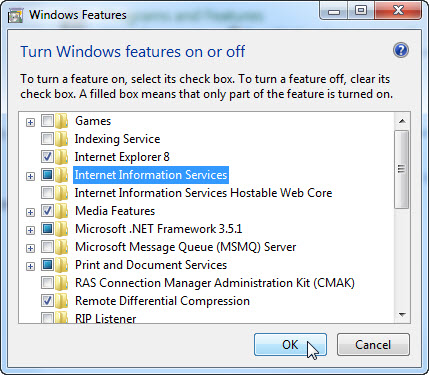 Windows Features
Turn Windows features on or off
To turn a feature on, select its check box. To turn a feature off, clear its
check box. A filled box means that only part of the feature is turned on.
Games
Indexing Service
Internet Explorer 8
Internet Information Services
Internet Information Services Hostable Web Core
Media Features
Microsoft .NET Framework 3.5.1
Microsoft Message Queue (MSMQ) Server
Print and Document Services
RAS Connection Manager Administration Kit (CMAK)
Remote Differential Compression
RIP Listener
OK
Cancel